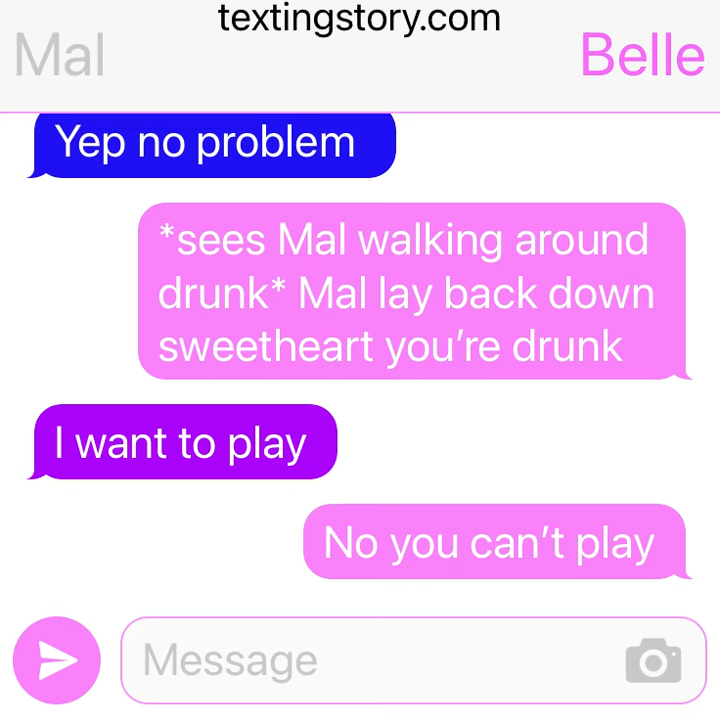 textingstory.com
Mal
Belle
Yep no problem
*sees Mal walking around
drunk* Mal lay back down
sweetheart you’re drunk
I want to play
No you can’t play
Message